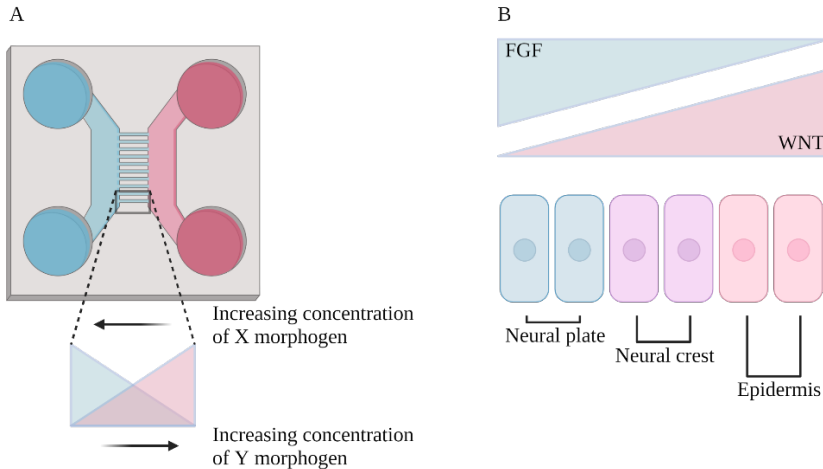 A
Increasing concentration
of X morphogen
Increasing concentration
of Y morphogen
B
FGF
WNT
Neural plate
Neural crest
Epidermis